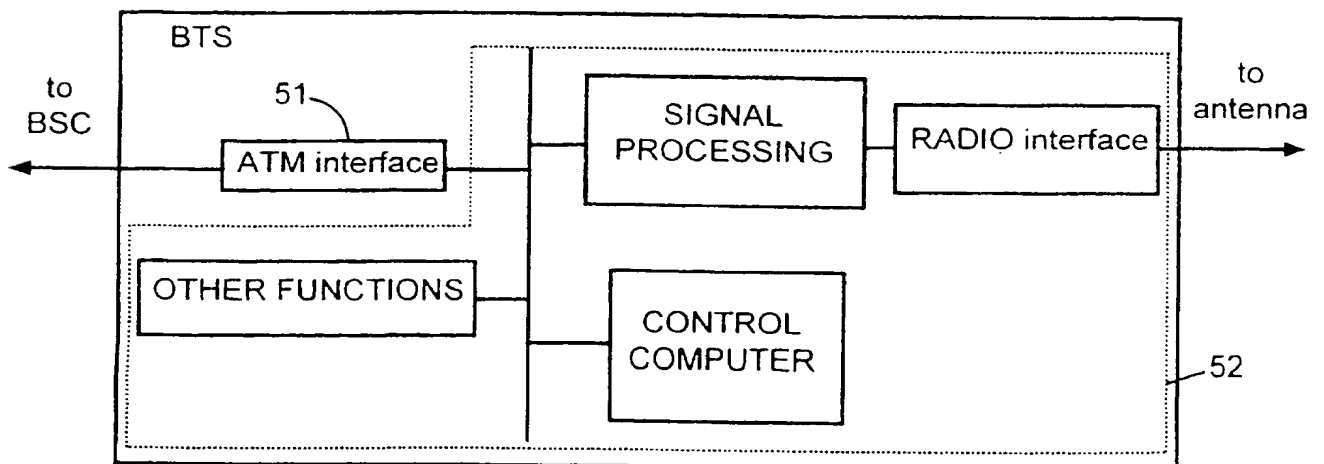 BTS
to
BSC
51
ATM interface
SIGNAL
PROCESSING
RADIO interface
to
antenna
OTHER FUNCTIONS
CONTROL
COMPUTER
52